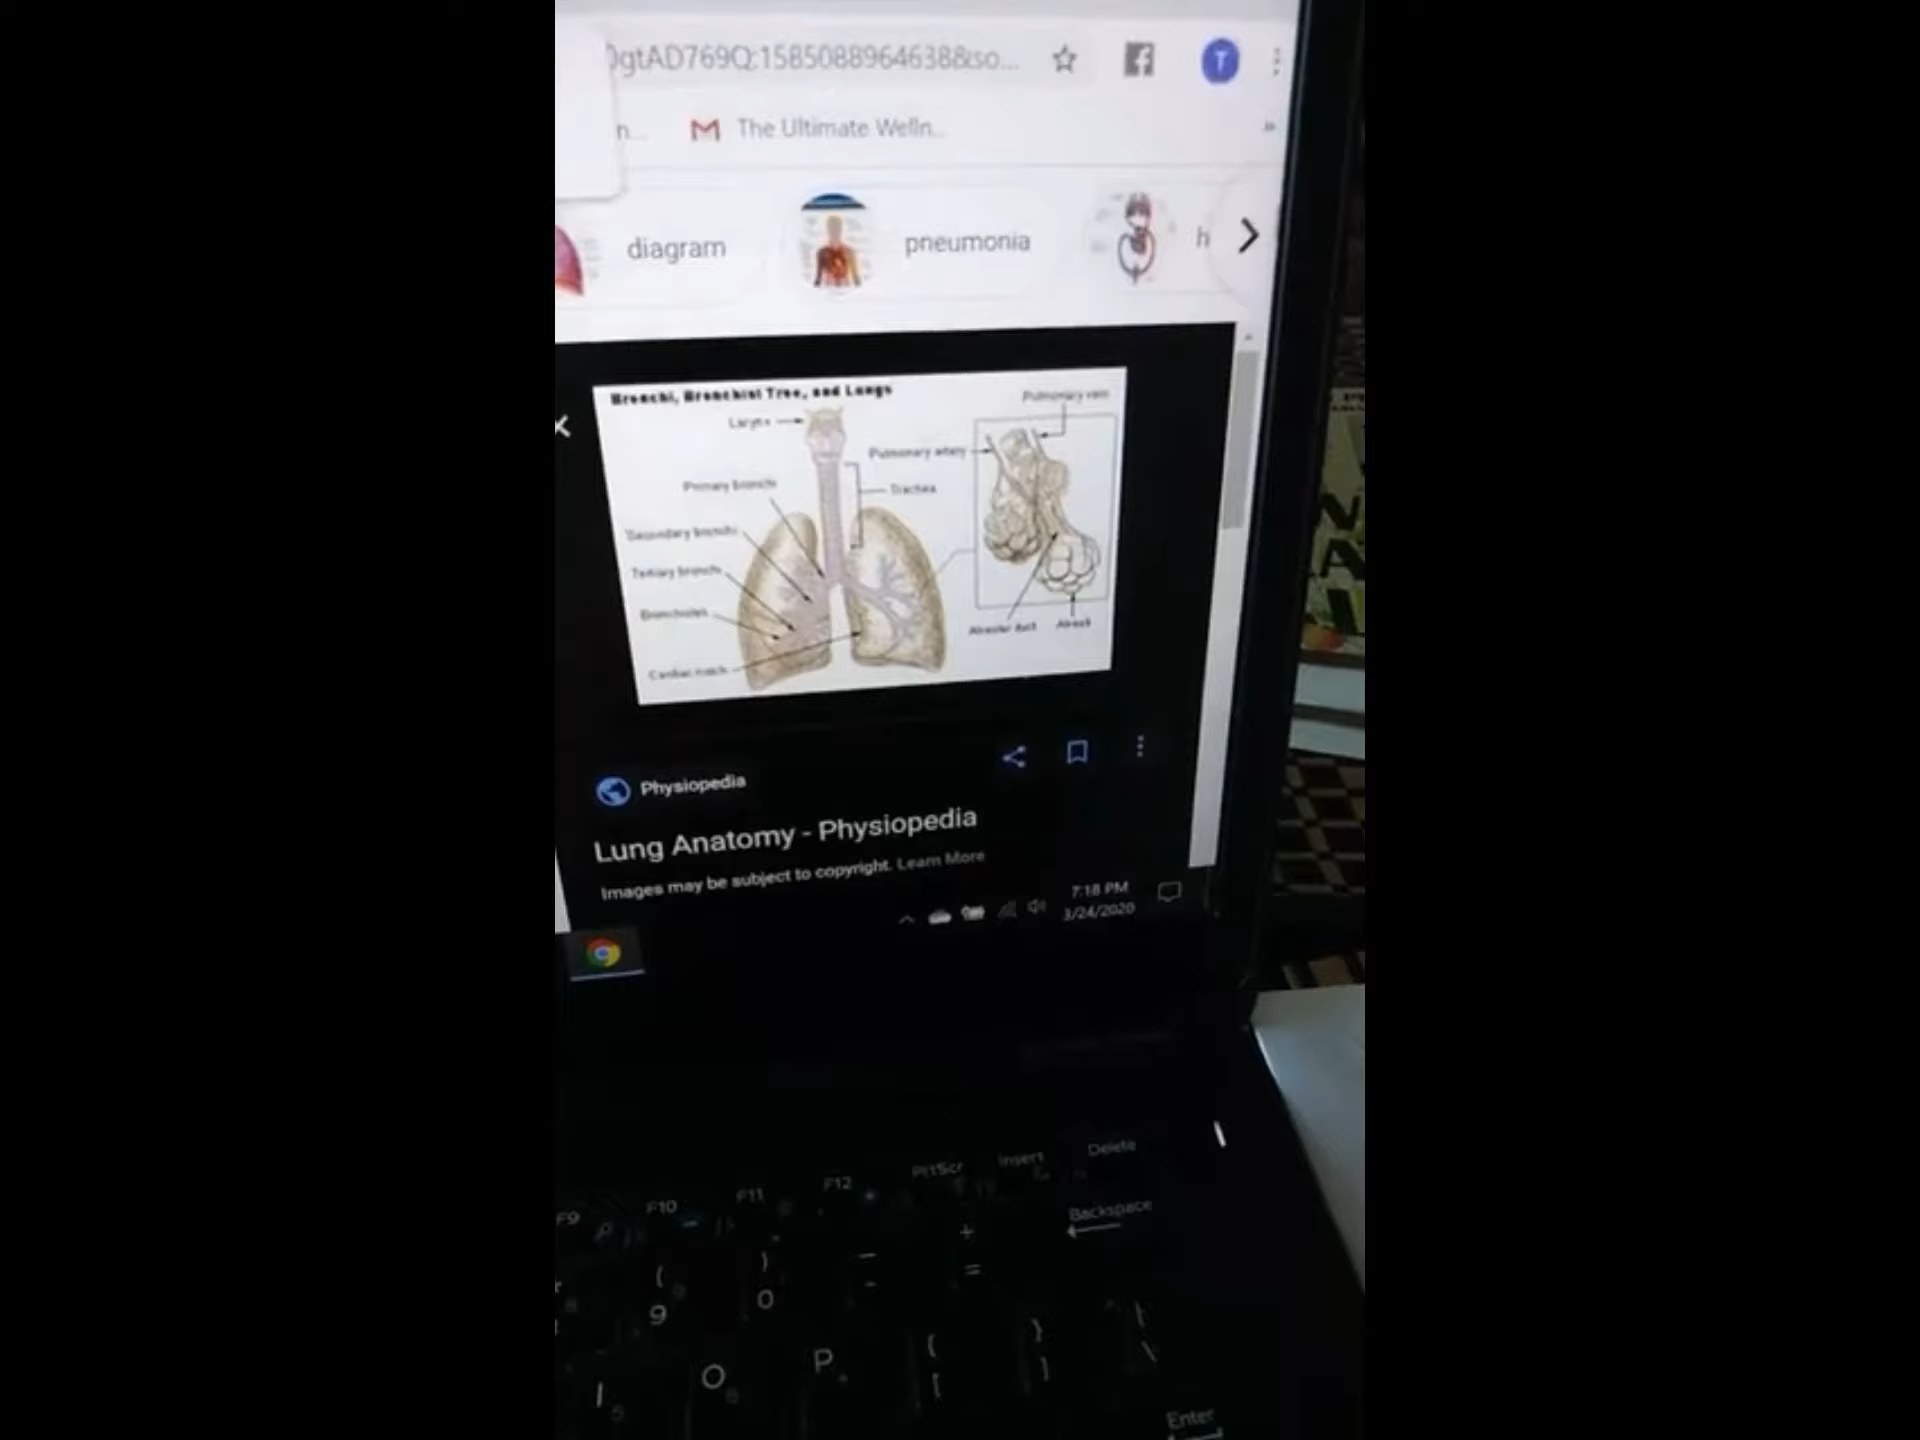 gtAD769Q:1585088964638&so...
T
n...
The Ultimate Welln...
diagram
pneumonia
h
Bronchi, Bronchial Tree, and Lungs
Pulmonary vein
Larynx
Pulmonary artery
Primary bronchi
Trachea
Secondary bronchi
Tertiary bronchi
Bronchioles
Alveolar duct
Alveoli
Cardiac notch
Physiopedia
Lung Anatomy - Physiopedia
Images may be subject to copyright. Learn More
7:18 PM
3/24/2020
F9 F10 F11 F12 PrtScr Insert Delete
Backspace
( ) _ +
9 0 - =
I O P { }
[ ] \
Enter